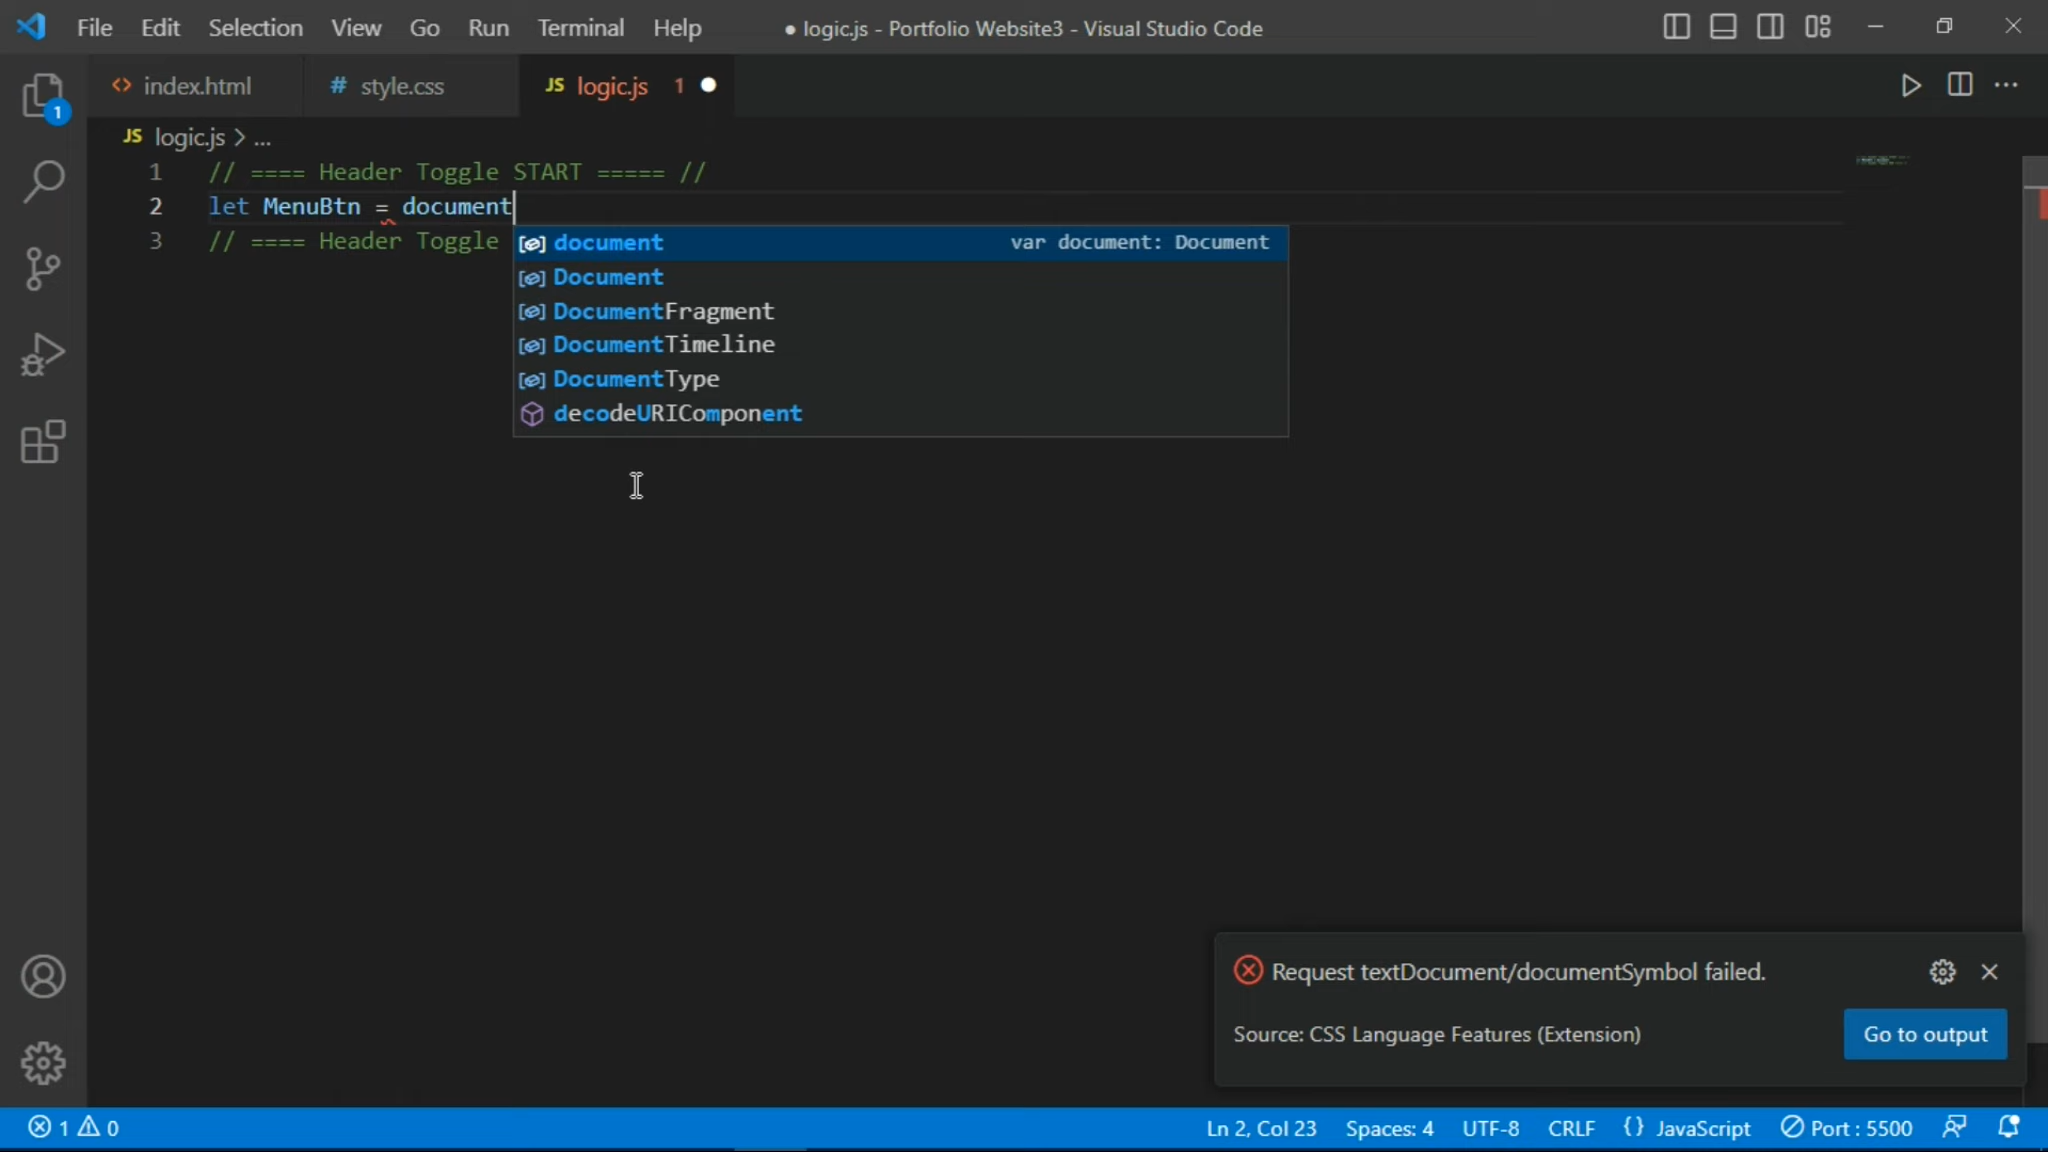 File Edit Selection View Go Run Terminal Help ● logic.js - Portfolio Website3 - Visual Studio Code
<> index.html # style.css JS logic.js 1
JS logic.js > ...
1 // ==== Header Toggle START ===== //
2 let MenuBtn = document
3 // ==== Header Toggle
document var document: Document
Document
DocumentFragment
DocumentTimeline
DocumentType
decodeURIComponent
1
Request textDocument/documentSymbol failed.
Source: CSS Language Features (Extension) Go to output
1 0 Ln 2, Col 23 Spaces: 4 UTF-8 CRLF {} JavaScript Port : 5500